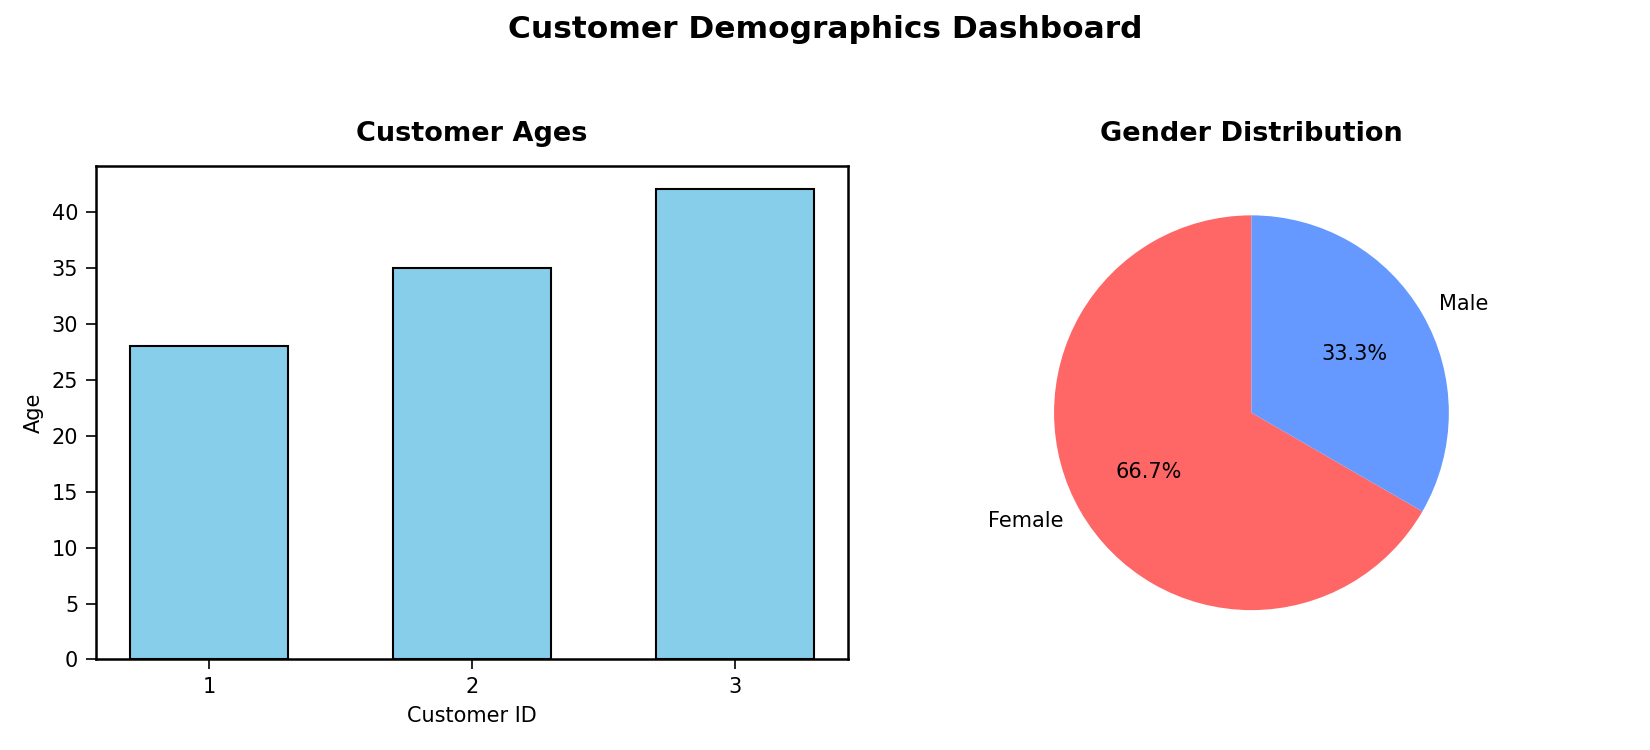 Customer Demographics Dashboard
Customer Ages
40
35
30
25
20
15
10
5
0
Age
1 2 3
Customer ID
Gender Distribution
Male
33.3%
66.7%
Female